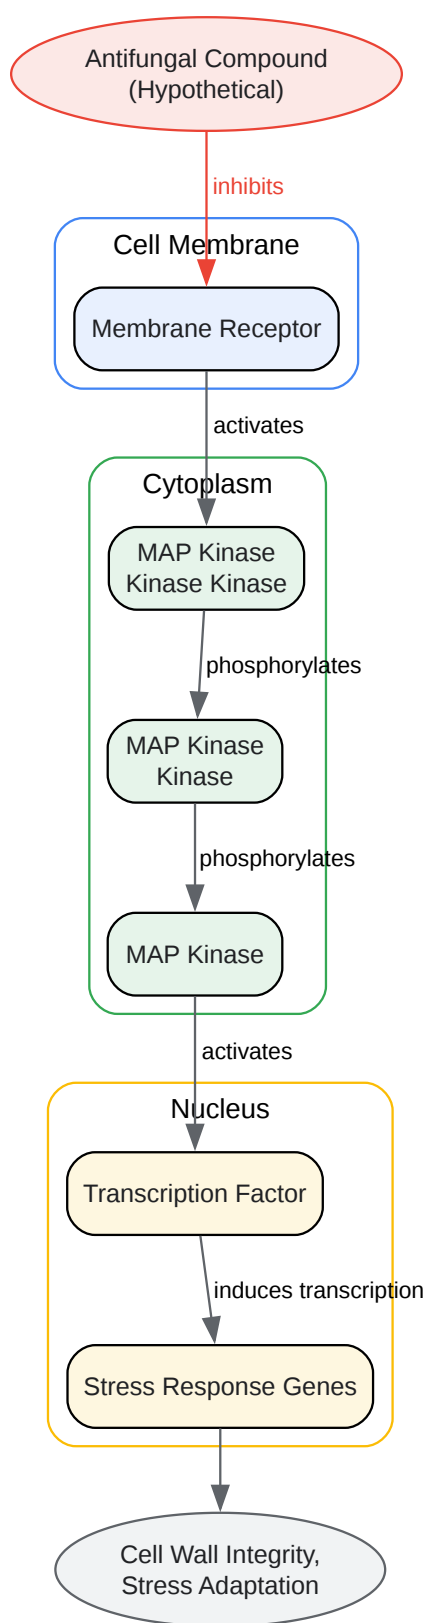 Antifungal Compound
(Hypothetical)
inhibits
Cell Membrane
Membrane Receptor
activates
Cytoplasm
MAP Kinase
Kinase Kinase
phosphorylates
MAP Kinase
Kinase
phosphorylates
MAP Kinase
activates
Nucleus
Transcription Factor
induces transcription
Stress Response Genes
Cell Wall Integrity,
Stress Adaptation